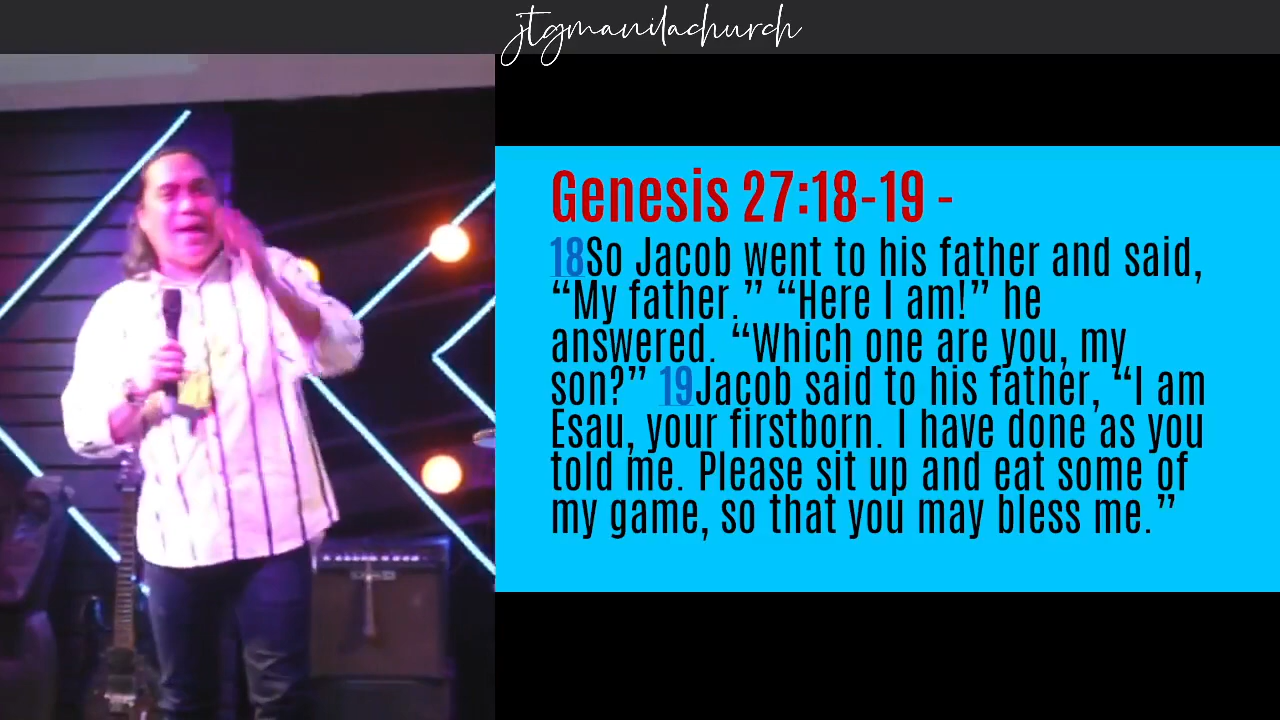 jtgmanilachurch
Genesis 27:18-19 -
18So Jacob went to his father and said,
“My father.” “Here I am!” he
answered. “Which one are you, my
son?” 19Jacob said to his father, “I am
Esau, your firstborn. I have done as you
told me. Please sit up and eat some of
my game, so that you may bless me.”